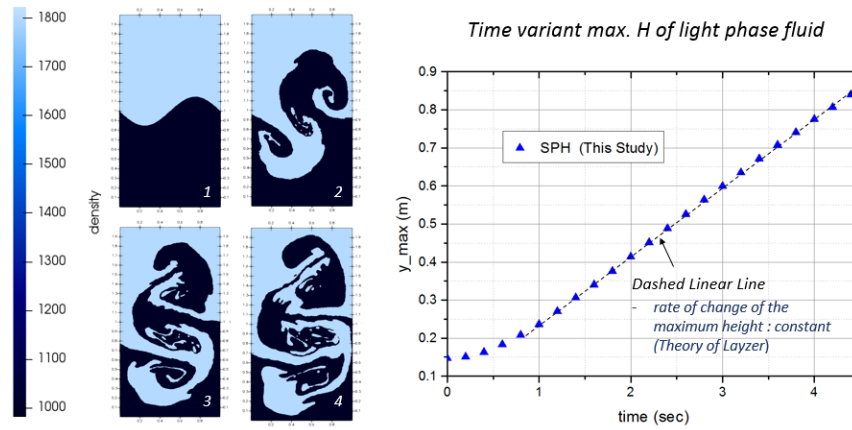 1800
1700
1600
1500
1400
1300
1200
1100
1000
density
1
2
3
4
Time variant max. H of light phase fluid
0.9
0.8
0.7
0.6
0.5
0.4
0.3
0.2
0.1
y_max (m)
SPH (This Study)
Dashed Linear Line
- rate of change of the
maximum height : constant
(Theory of Layzer)
0 1 2 3 4
time (sec)